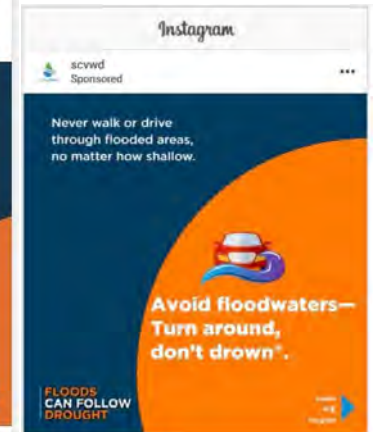 Instagram
scvwd
Sponsored
Never walk or drive
through flooded areas,
no matter how shallow.
Avoid floodwaters—
Turn around,
don't drown*.
FLOODS
CAN FOLLOW
DROUGHT